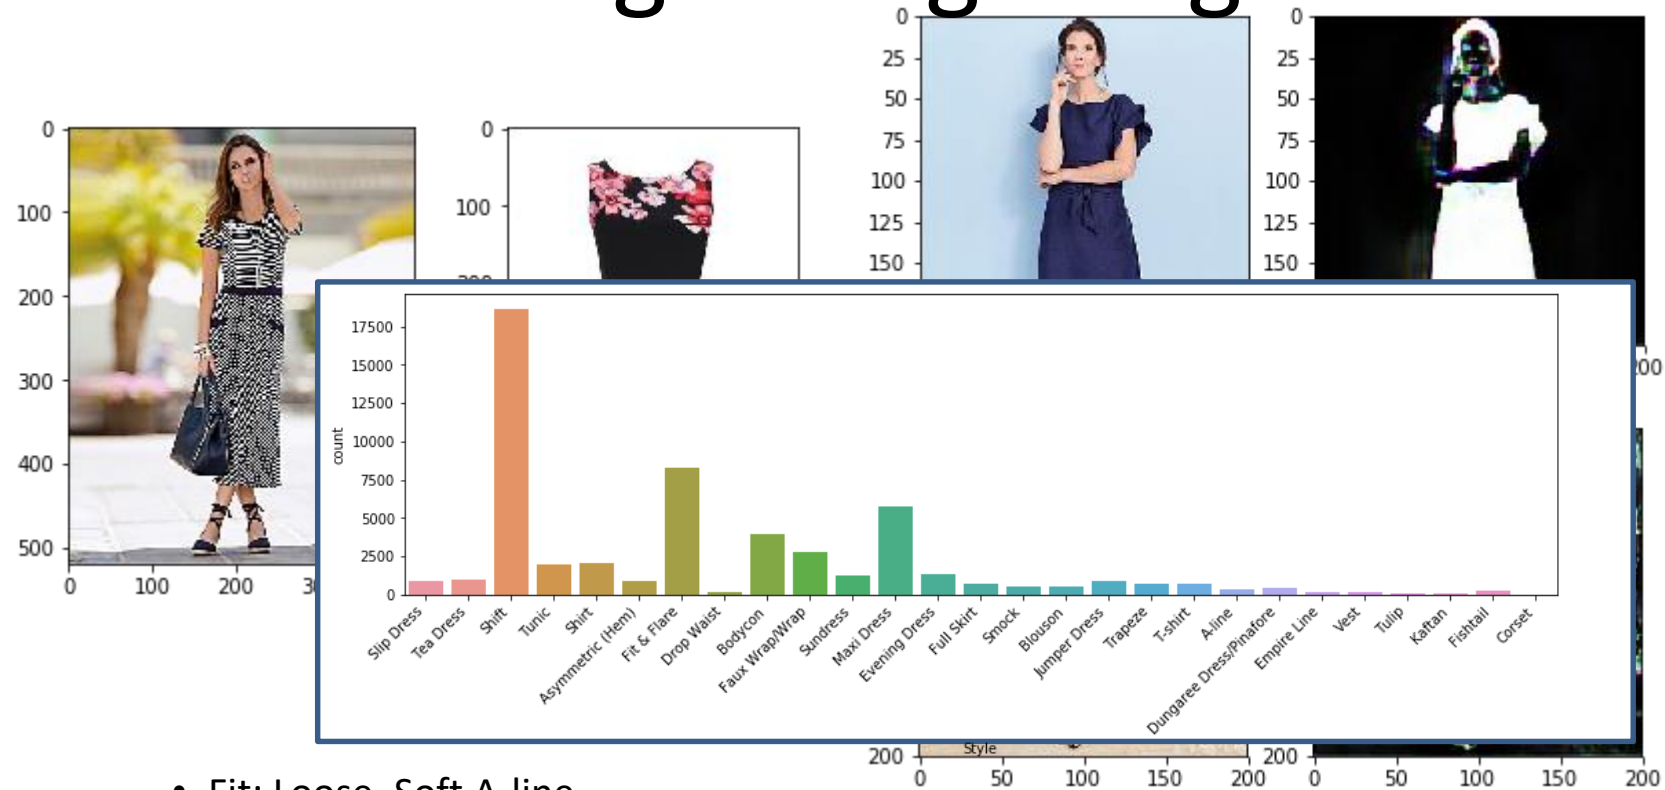 0
25
50
75
100
125
150
0
25
50
75
100
125
150
0
100
200
300
400
500
0
100
200
0
100
200
count
17500
15000
12500
10000
7500
5000
2500
0
Slip Dress
Tea Dress
Shift
Tunic
Shirt
Asymmetric (Hem)
Fit & Flare
Drop Waist
Bodycon
Faux Wrap/Wrap
Sundress
Maxi Dress
Evening Dress
Full Skirt
Smock
Blouson
Jumper Dress
Trapeze
T-shirt
A-line
Dungaree Dress/Pinafore
Empire Line
Vest
Tulip
Kaftan
Fishtail
Corset
Style
200
0 50 100 150 200
200
0 50 100 150 200
• Fit: Loose, Soft A-line